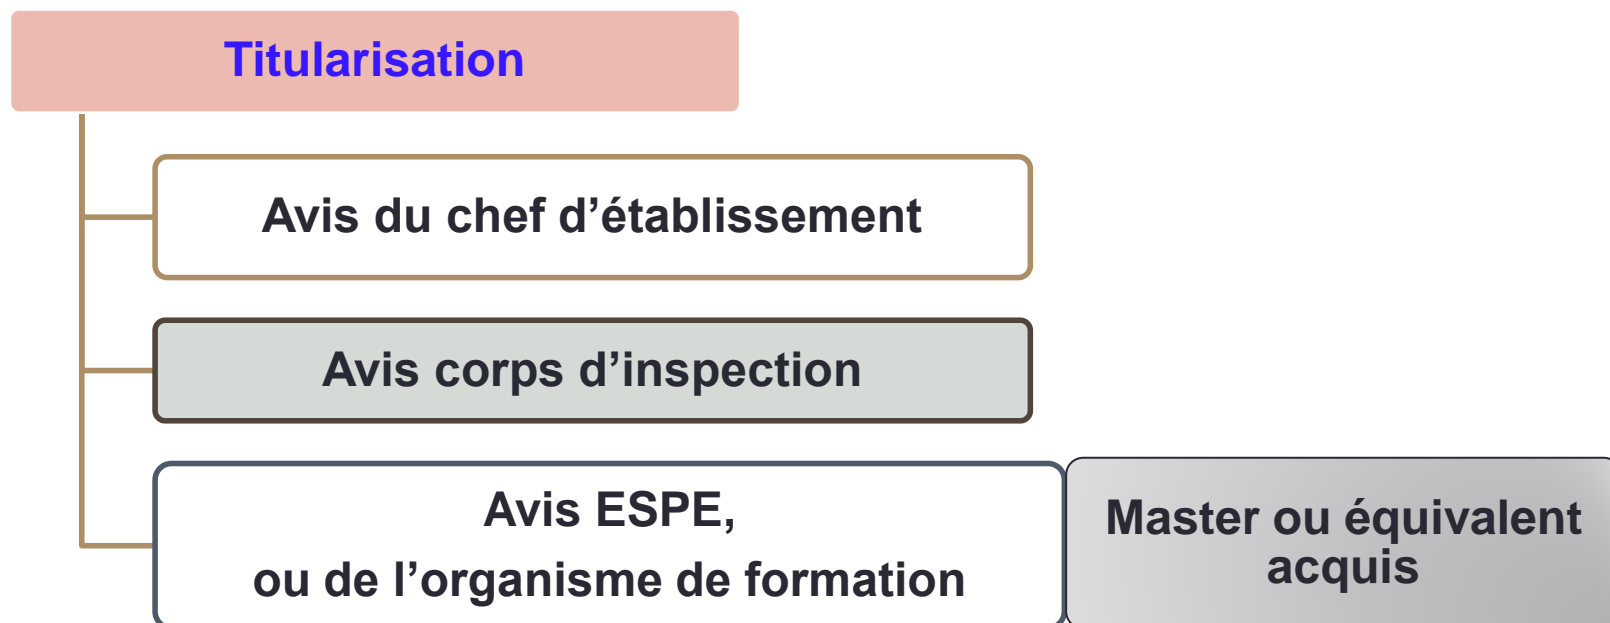 Titularisation
Avis du chef d’établissement
Avis corps d’inspection
Avis ESPE,
ou de l’organisme de formation
Master ou équivalent
acquis